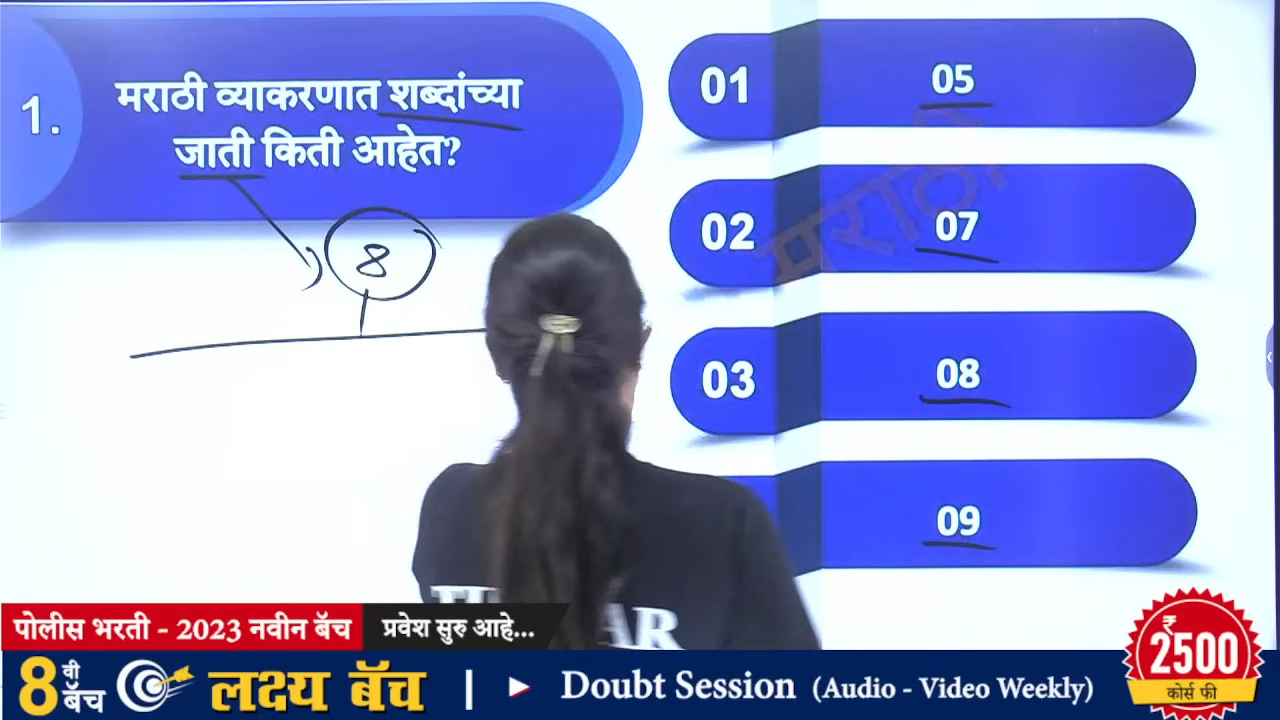 1.
मराठी व्याकरणात शब्दांच्या
जाती किती आहेत?
8
01
05
02
07
03
08
09
मराठी
पोलीस भरती - 2023 नवीन बॅच
प्रवेश सुरु आहे...
8 वी बॅच
लक्ष्य बॅच
Doubt Session (Audio - Video Weekly)
₹
2500
कोर्स फी